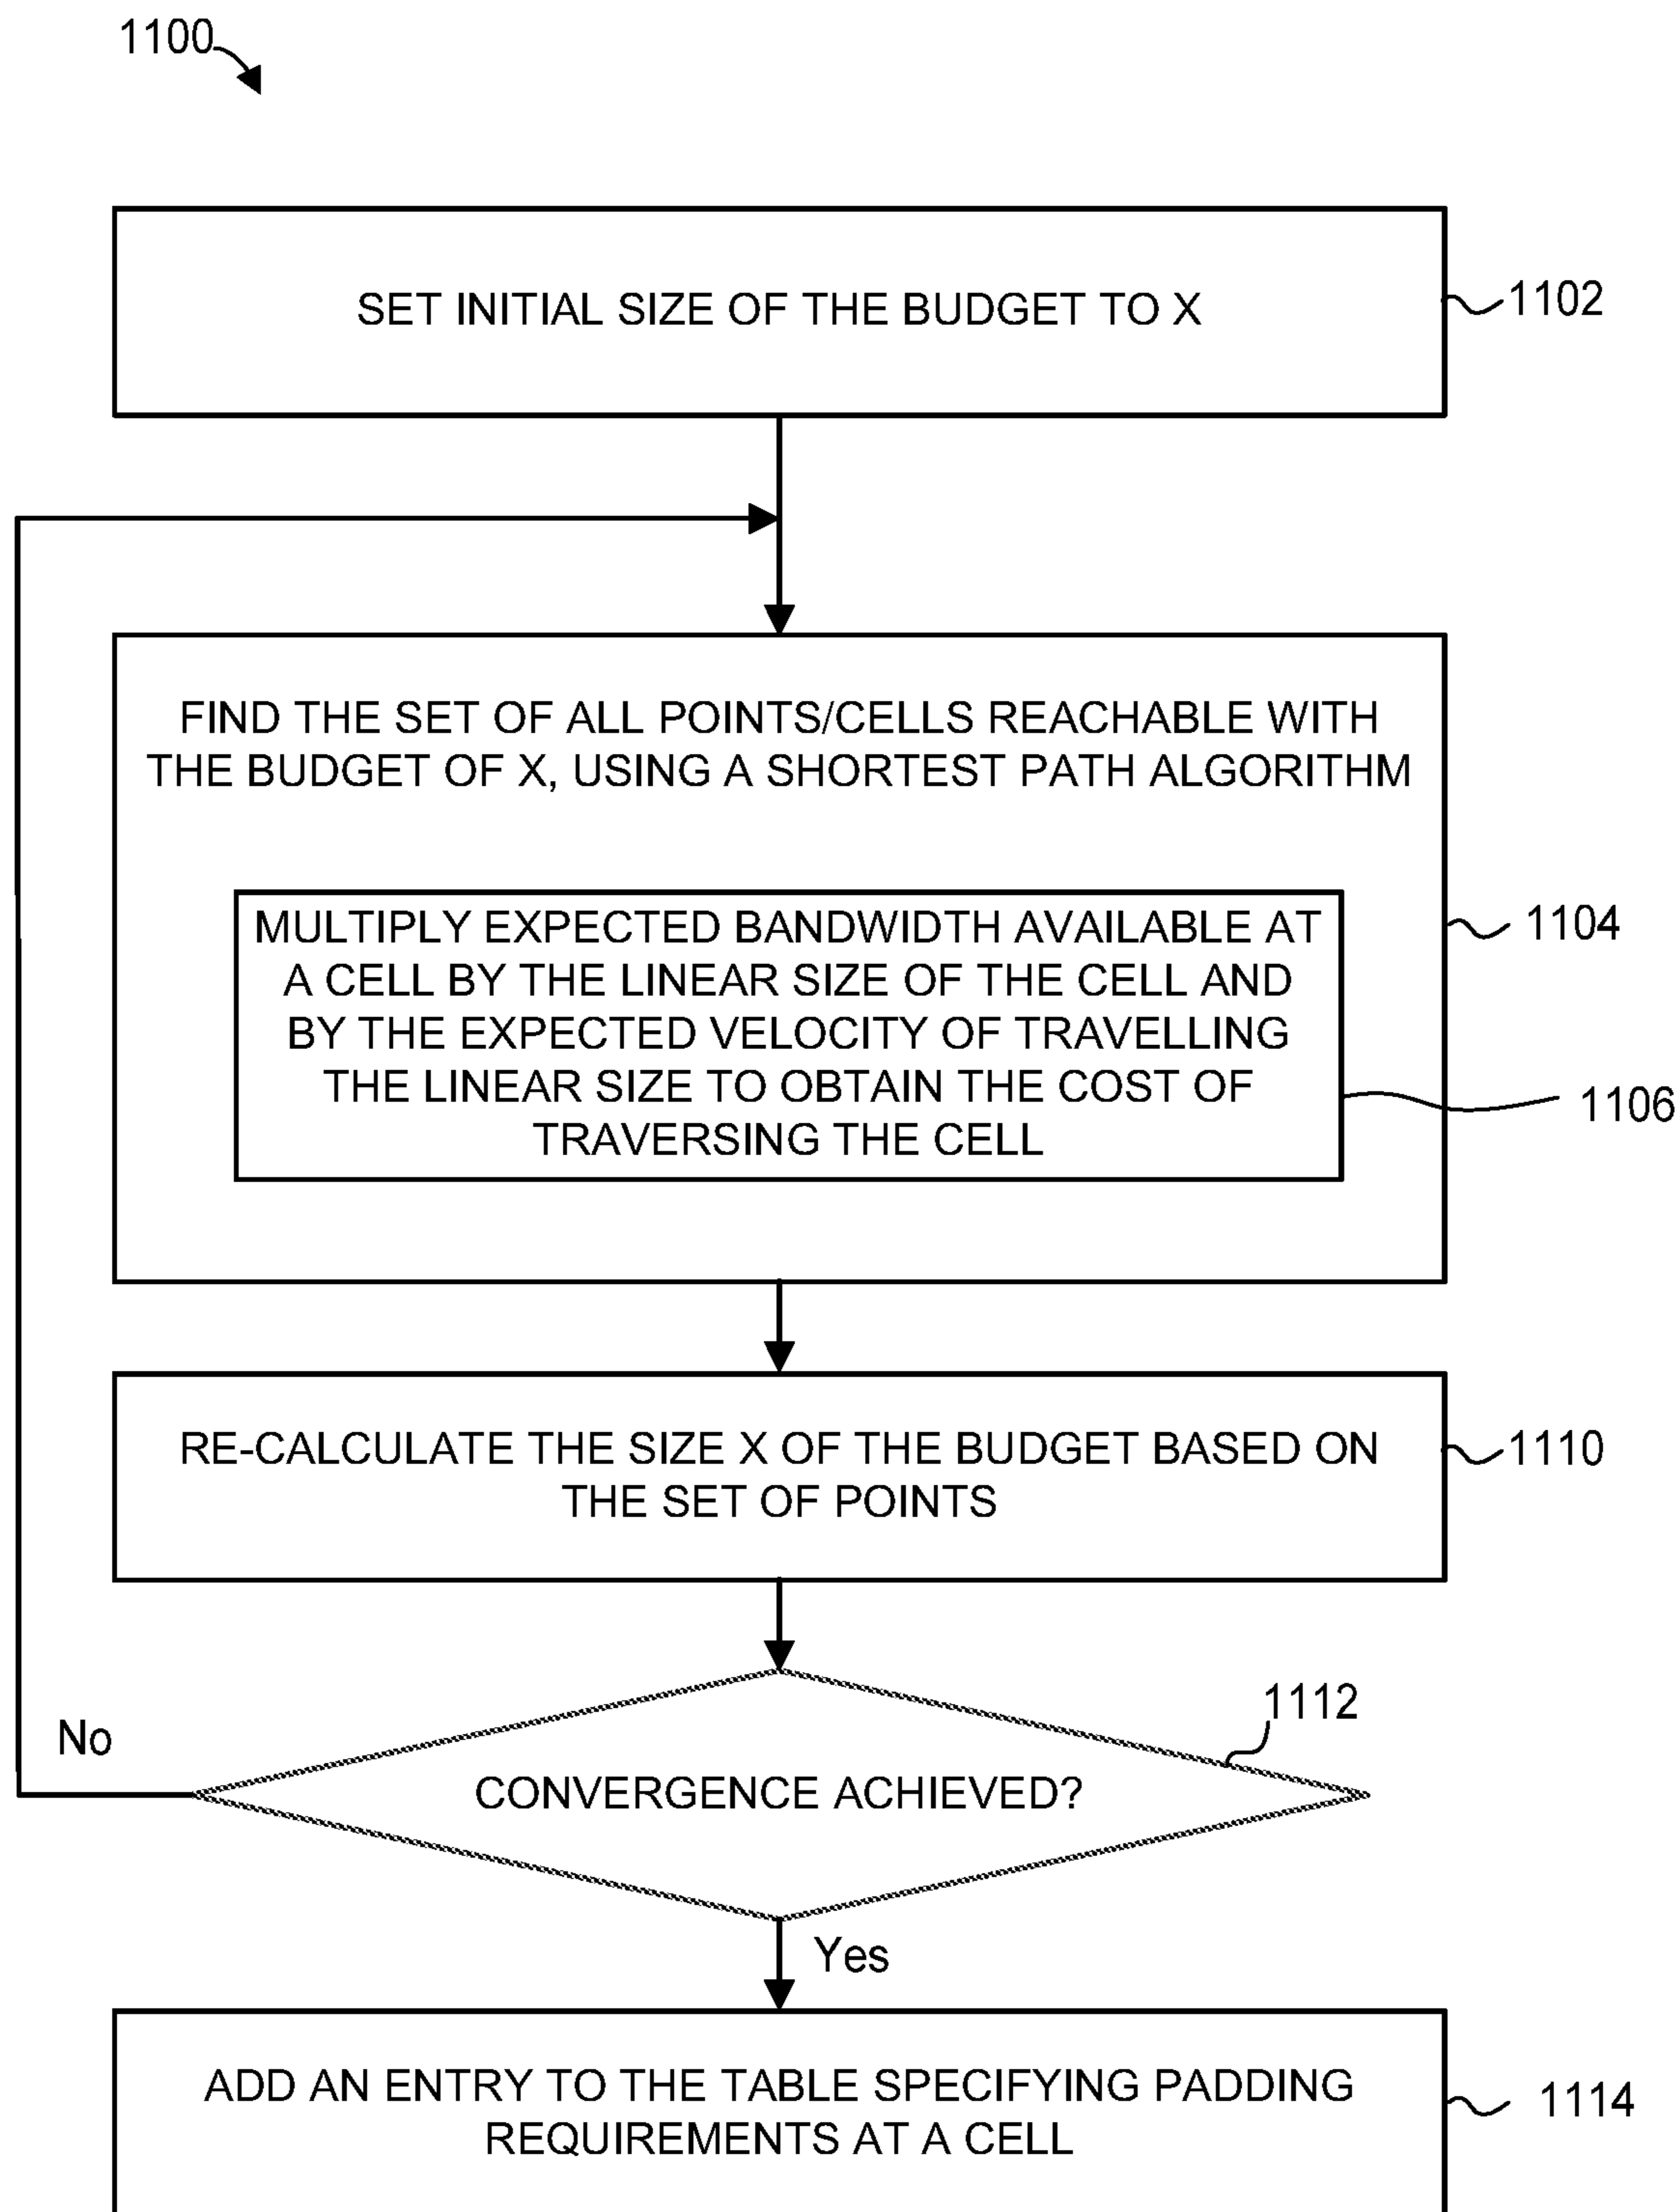 1100
SET INITIAL SIZE OF THE BUDGET TO X
1102
FIND THE SET OF ALL POINTS/CELLS REACHABLE WITH
THE BUDGET OF X, USING A SHORTEST PATH ALGORITHM
1104
MULTIPLY EXPECTED BANDWIDTH AVAILABLE AT
A CELL BY THE LINEAR SIZE OF THE CELL AND
BY THE EXPECTED VELOCITY OF TRAVELLING
THE LINEAR SIZE TO OBTAIN THE COST OF
TRAVERSING THE CELL
1106
RE-CALCULATE THE SIZE X OF THE BUDGET BASED ON
THE SET OF POINTS
1110
1112
No
CONVERGENCE ACHIEVED?
Yes
ADD AN ENTRY TO THE TABLE SPECIFYING PADDING
REQUIREMENTS AT A CELL
1114